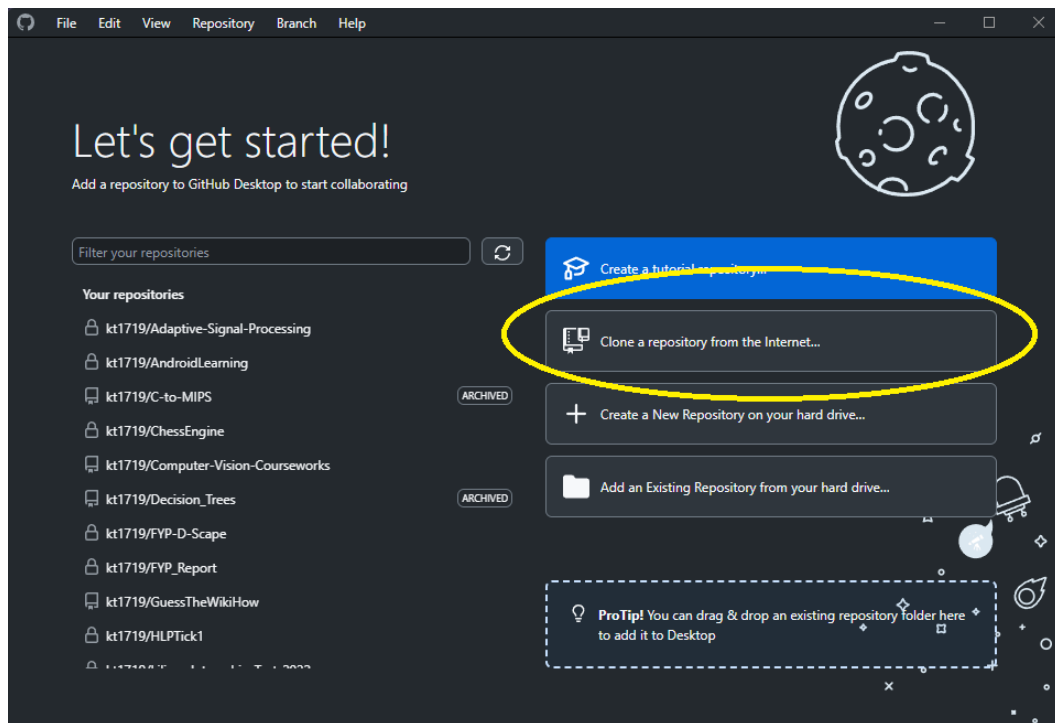 File Edit View Repository Branch Help
Let's get started!
Add a repository to GitHub Desktop to start collaborating
Filter your repositories
Your repositories
kt1719/Adaptive-Signal-Processing
kt1719/AndroidLearning
kt1719/C-to-MIPS ARCHIVED
kt1719/ChessEngine
kt1719/Computer-Vision-Courseworks
kt1719/Decision_Trees ARCHIVED
kt1719/FYP-D-Scape
kt1719/FYP_Report
kt1719/GuessTheWikiHow
kt1719/HLPTick1
Create a tutorial repository...
Clone a repository from the Internet...
Create a New Repository on your hard drive...
Add an Existing Repository from your hard drive...
ProTip! You can drag & drop an existing repository folder here
to add it to Desktop